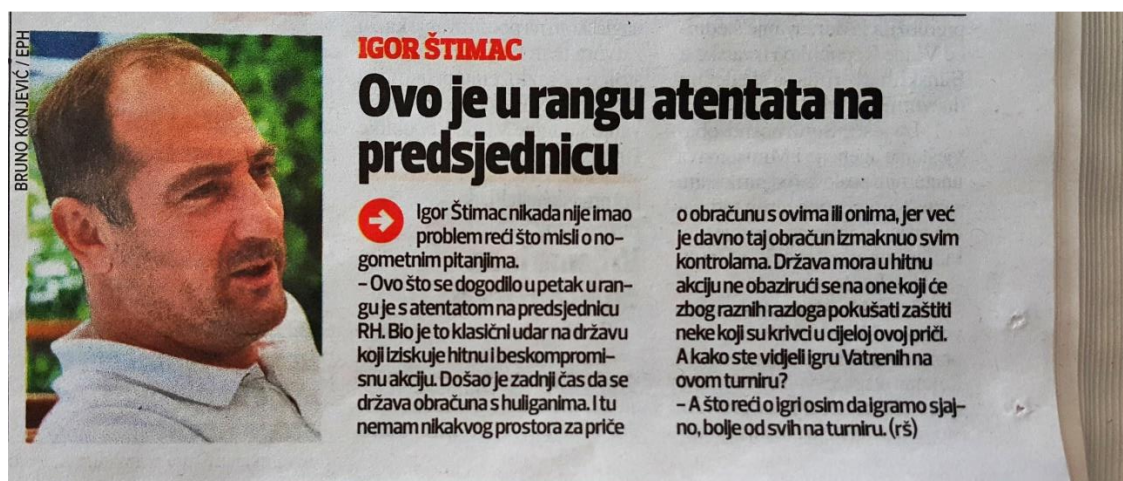 BRUNO KONJEVIĆ / EPH
IGOR ŠTIMAC
Ovo je u rangu atentata na
predsjednicu
Igor Štimac nikada nije imao
problem reći što misli o no-
gometnim pitanjima.
– Ovo što se dogodilo u petak u ran-
gu je s atentatom na predsjednicu
RH. Bio je to klasični udar na državu
koji iziskuje hitnu i beskompromi-
snu akciju. Došao je zadnji čas da se
država obračuna s huliganima. I tu
nemam nikakvog prostora za priče
o obračunu s ovima ili onima, jer već
je davno taj obračun izmaknuo svim
kontrolama. Država mora u hitnu
akciju ne obazirući se na one koji će
zbog raznih razloga pokušati zaštiti
neke koji su krivci u cijeloj ovoj priči.
A kako ste vidjeli igru Vatrenih na
ovom turniru?
– A što reći o igri osim da igramo sjaj-
no, bolje od svih na turniru. (rš)